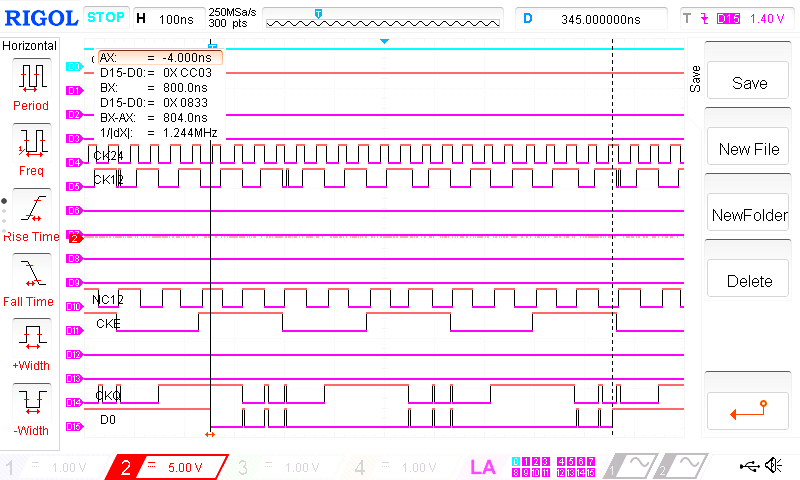 RIGOL STOP H 100ns 250MSa/s D 345.000000ns T D15 1.40 V
300 pts
T
Horizontal
Period
Freq
Rise Time
Fall Time
+Width
-Width
AX: = -4.000ns
D15-D0: = 0X CC03
BX: = 800.0ns
D15-D0: = 0X 0833
BX-AX: = 804.0ns
1/|dX|: = 1.244MHz
D0
D1
D2
D3
D4 CK24
D5 CK12
D6
2
D8
D9
D10 NC12
D11 CKE
D12
D13
D14 CKO
D15 D0
Save
Save
New File
NewFolder
Delete
1 = 1.00 V 2 = 5.00 V 3 = 1.00 V 4 = 1.00 V LA 0 1 2 3 4 5 6 7 1 2
8 9 10 11 12 13 14 15